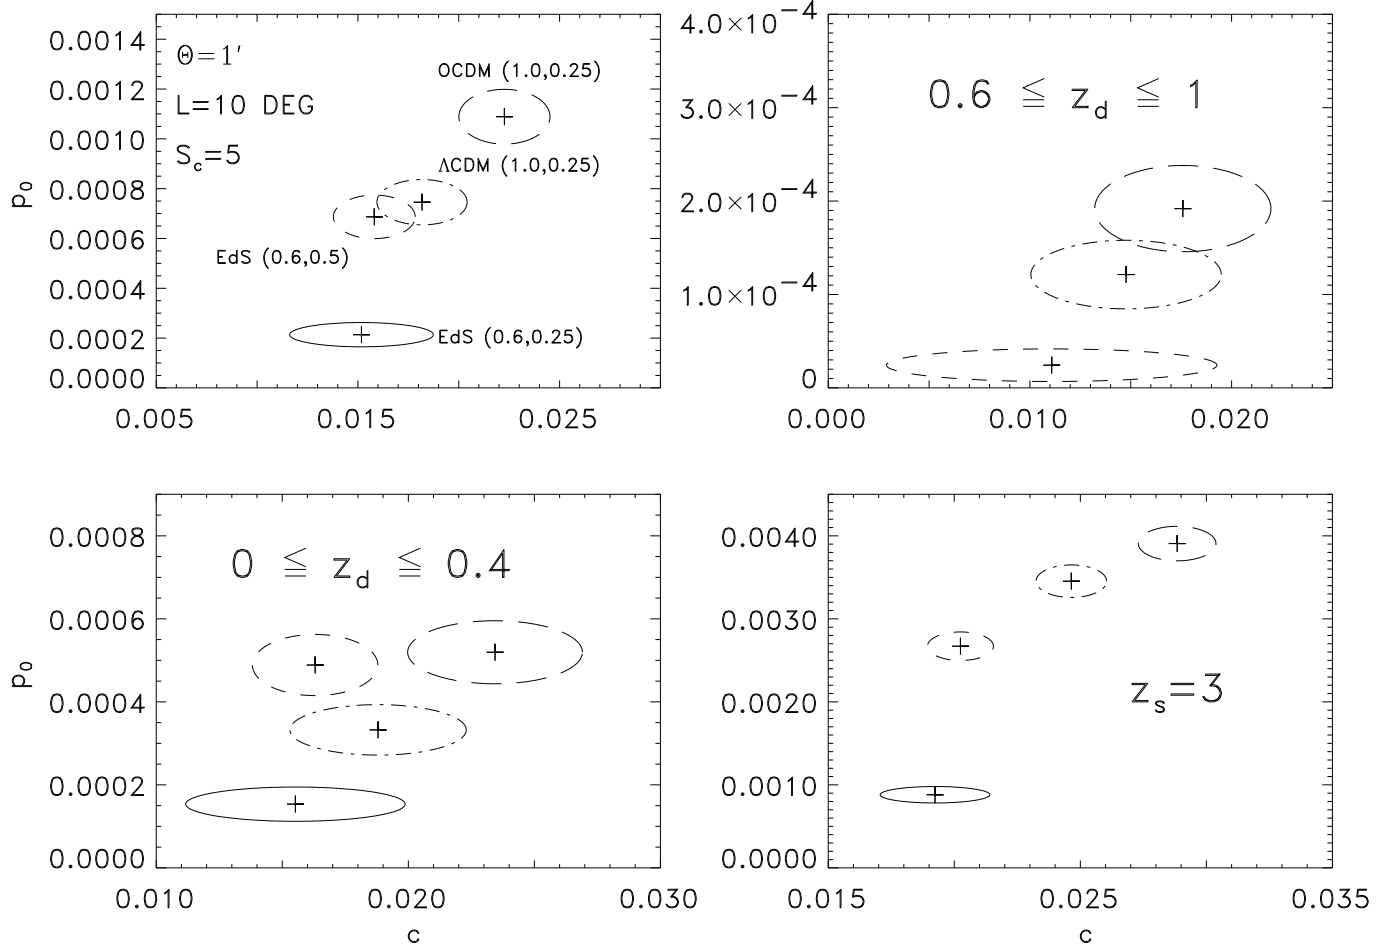 Θ=1′
L=10 DEG
S_c=5
OCDM (1.0,0.25)
ΛCDM (1.0,0.25)
EdS (0.6,0.5)
EdS (0.6,0.25)
p_0
0.0014
0.0012
0.0010
0.0008
0.0006
0.0004
0.0002
0.0000
0.005 0.015 0.025
0.6 ≦ z_d ≦ 1
4.0×10^−4
3.0×10^−4
2.0×10^−4
1.0×10^−4
0
0.000 0.010 0.020
0 ≦ z_d ≦ 0.4
p_0
0.0008
0.0006
0.0004
0.0002
0.0000
0.010 0.020 0.030
c
z_s=3
0.0040
0.0030
0.0020
0.0010
0.0000
0.015 0.025 0.035
c